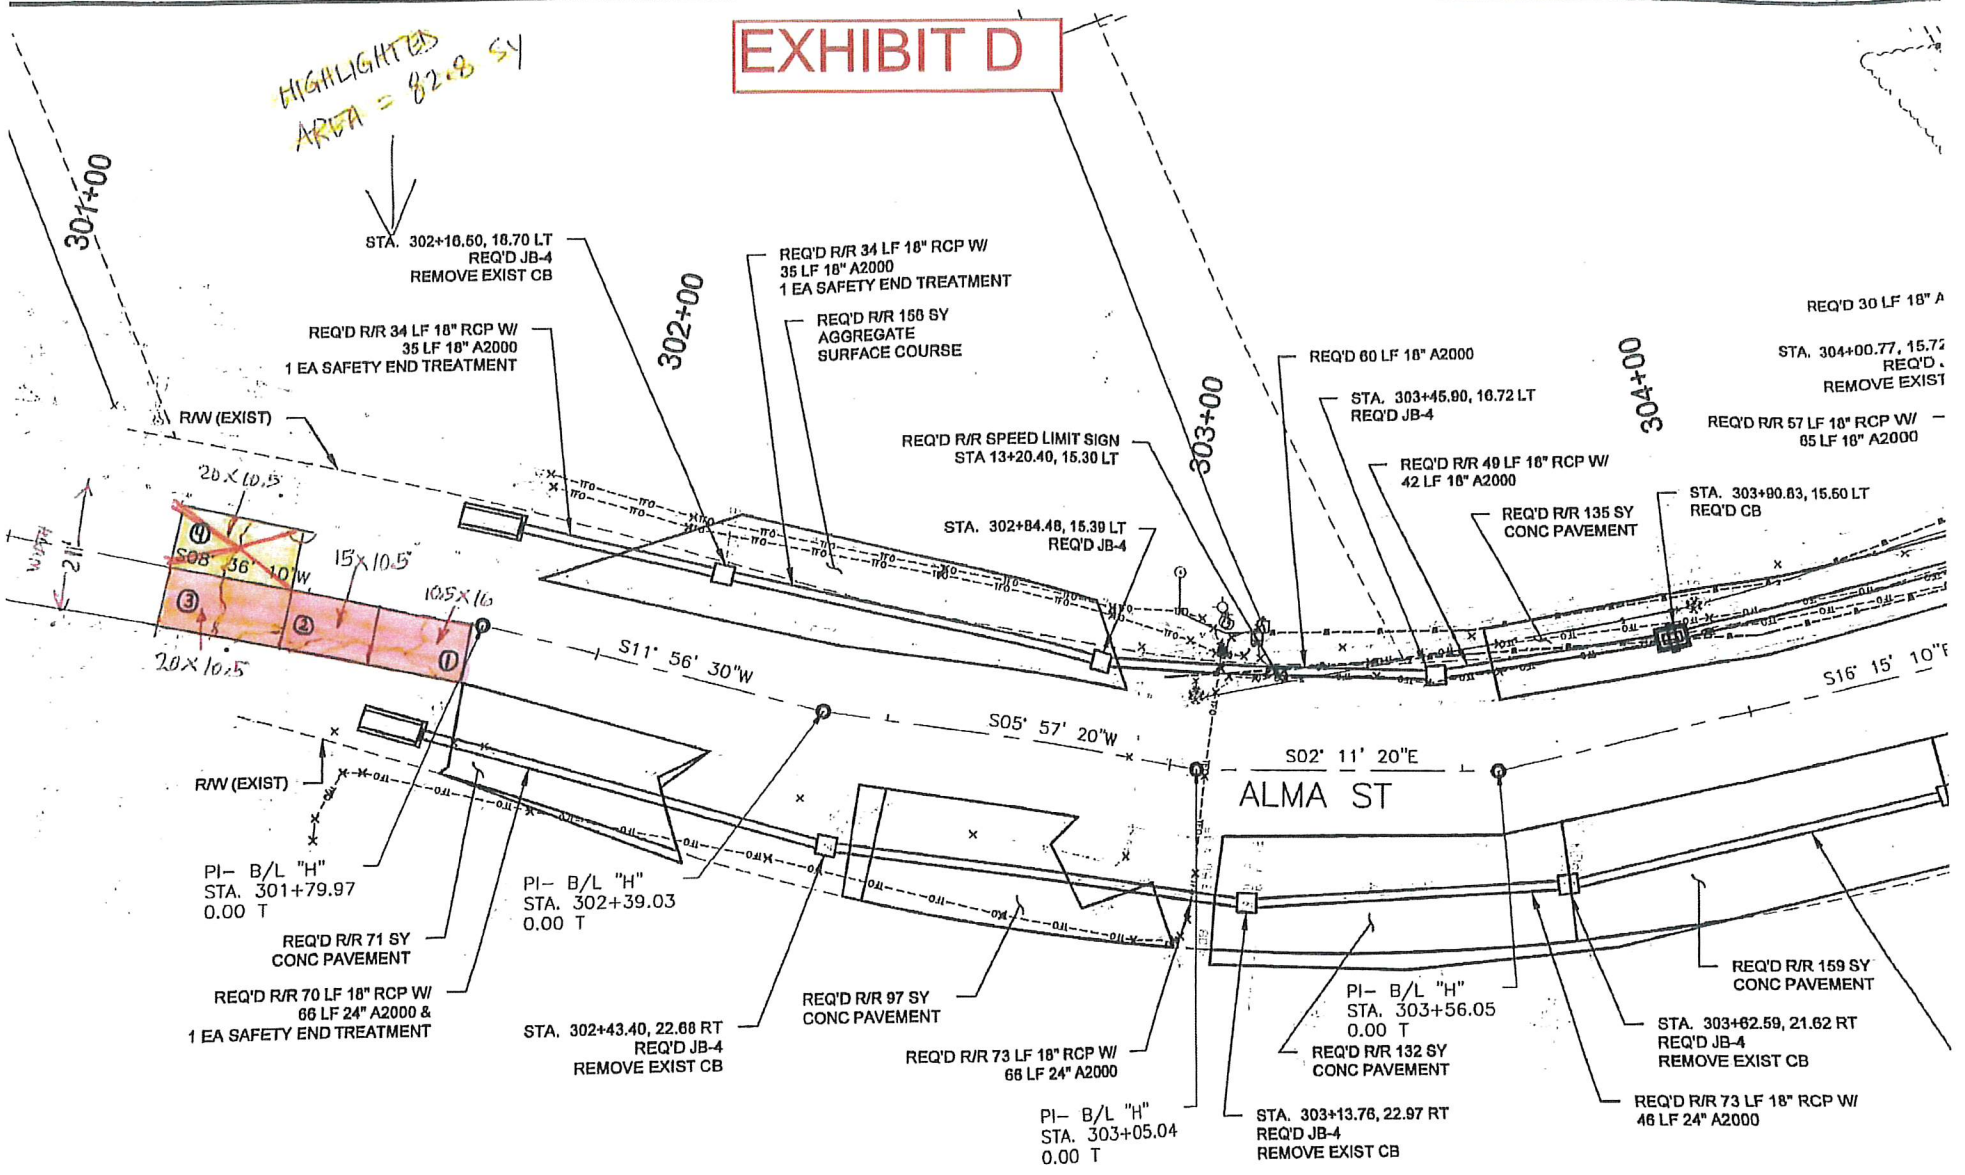 EXHIBIT D
HIGHLIGHTED
AREA = 82.8 SY
301+00
STA. 302+16.60, 18.70 LT
REQ'D JB-4
REMOVE EXIST CB
REQ'D R/R 34 LF 18" RCP W/
35 LF 18" A2000
1 EA SAFETY END TREATMENT
302+00
REQ'D R/R 34 LF 18" RCP W/
35 LF 18" A2000
1 EA SAFETY END TREATMENT
REQ'D R/R 156 SY
AGGREGATE
SURFACE COURSE
REQ'D R/R SPEED LIMIT SIGN
STA 13+20.40, 15.30 LT
303+00
STA. 302+84.48, 15.39 LT
REQ'D JB-4
REQ'D 60 LF 18" A2000
STA. 303+45.90, 16.72 LT
REQ'D JB-4
REQ'D R/R 49 LF 18" RCP W/
42 LF 18" A2000
REQ'D R/R 135 SY
CONC PAVEMENT
304+00
REQ'D 30 LF 18" A
STA. 304+00.77, 15.72
REQ'D
REMOVE EXIST
REQ'D R/R 57 LF 18" RCP W/
65 LF 18" A2000
STA. 303+90.83, 15.50 LT
REQ'D CB
R/W (EXIST)
20 X 10.5
WIDTH
21'
④
S08° 36' 10"W
15 X 10.5
10.5 X 16
③
②
①
20 X 10.5
S11° 56' 30"W
S05° 57' 20"W
S02° 11' 20"E
S16° 15' 10"E
ALMA ST
R/W (EXIST)
PI- B/L "H"
STA. 301+79.97
0.00 T
REQ'D R/R 71 SY
CONC PAVEMENT
REQ'D R/R 70 LF 18" RCP W/
66 LF 24" A2000 &
1 EA SAFETY END TREATMENT
PI- B/L "H"
STA. 302+39.03
0.00 T
STA. 302+43.40, 22.68 RT
REQ'D JB-4
REMOVE EXIST CB
REQ'D R/R 97 SY
CONC PAVEMENT
REQ'D R/R 73 LF 18" RCP W/
66 LF 24" A2000
PI- B/L "H"
STA. 303+05.04
0.00 T
STA. 303+13.76, 22.97 RT
REQ'D JB-4
REMOVE EXIST CB
PI- B/L "H"
STA. 303+56.05
0.00 T
REQ'D R/R 132 SY
CONC PAVEMENT
REQ'D R/R 159 SY
CONC PAVEMENT
STA. 303+62.59, 21.62 RT
REQ'D JB-4
REMOVE EXIST CB
REQ'D R/R 73 LF 18" RCP W/
46 LF 24" A2000